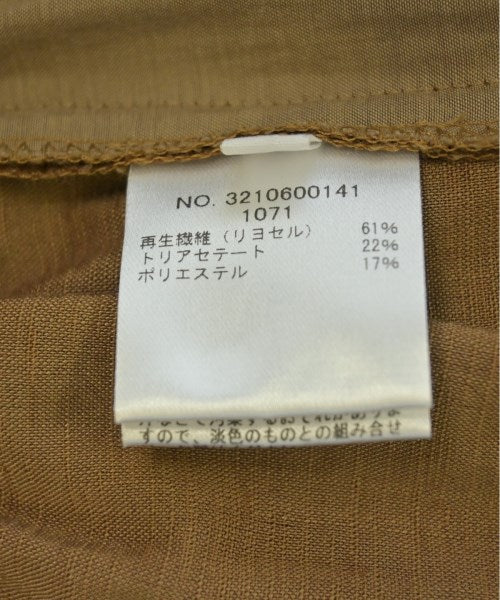 NO. 3210600141
1071
再生繊維（リヨセル） 61%
トリアセテート 22%
ポリエステル 17%
すので、淡色のものとの組み合せ